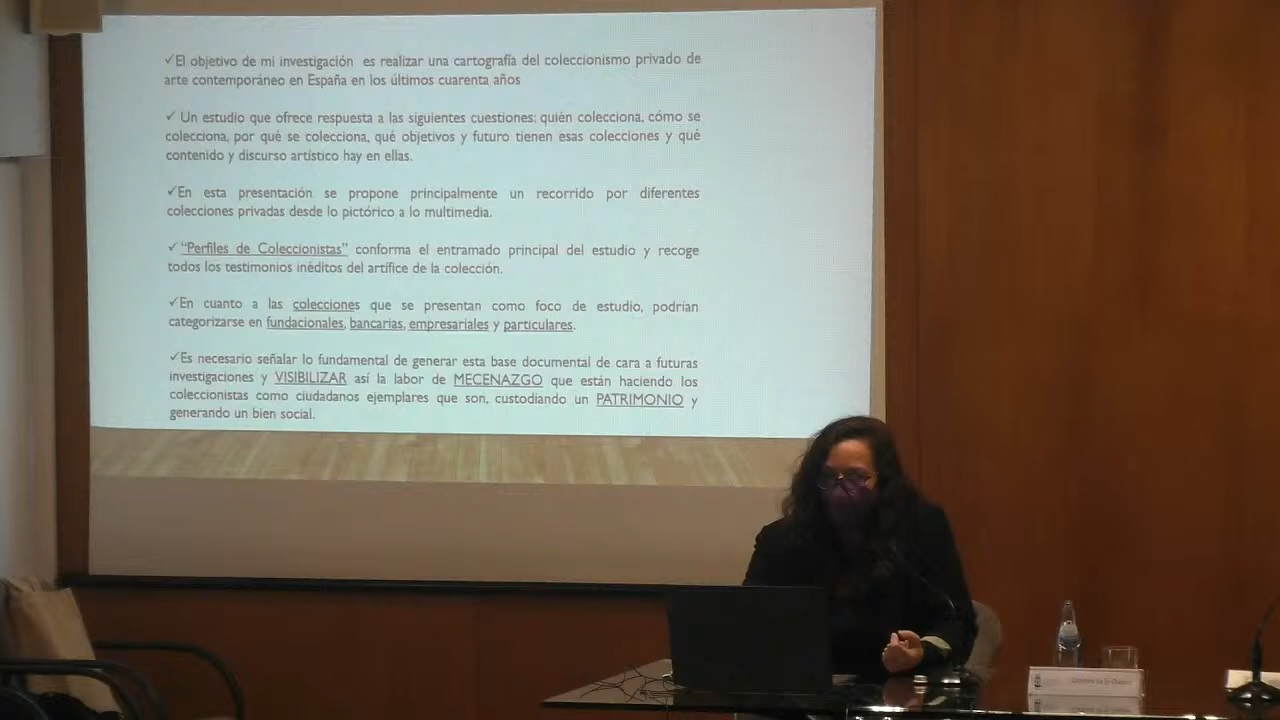 ✓El objetivo de mi investigación es realizar una cartografía del coleccionismo privado de
arte contemporáneo en España en los últimos cuarenta años
✓ Un estudio que ofrece respuesta a las siguientes cuestiones: quién colecciona, cómo se
colecciona, por qué se colecciona, qué objetivos y futuro tienen esas colecciones y qué
contenido y discurso artístico hay en ellas.
✓En esta presentación se propone principalmente un recorrido por diferentes
colecciones privadas desde lo pictórico a lo multimedia.
✓ "Perfiles de Coleccionistas" conforma el entramado principal del estudio y recoge
todos los testimonios inéditos del artífice de la colección.
✓En cuanto a las colecciones que se presentan como foco de estudio, podrían
categorizarse en fundacionales, bancarias, empresariales y particulares.
✓Es necesario señalar lo fundamental de generar esta base documental de cara a futuras
investigaciones y VISIBILIZAR así la labor de MECENAZGO que están haciendo los
coleccionistas como ciudadanos ejemplares que son, custodiando un PATRIMONIO y
generando un bien social.